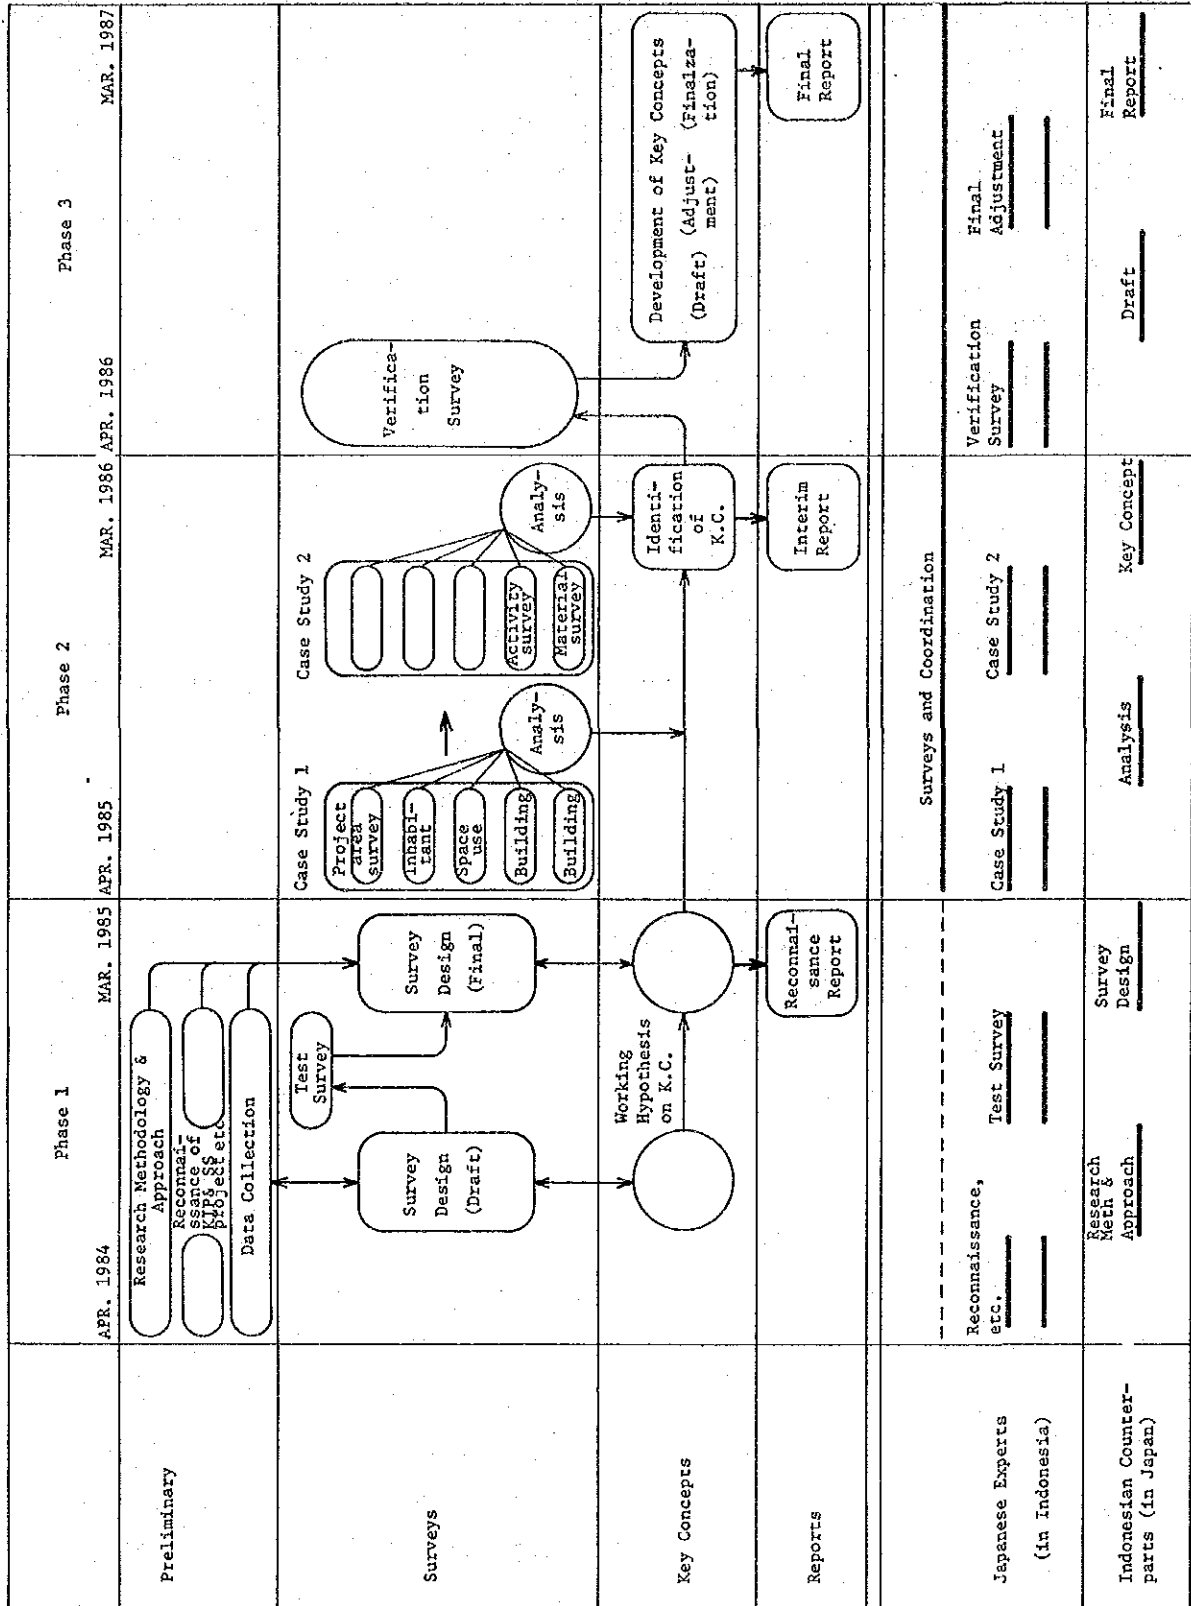 Phase 1
Phase 2
Phase 3
APR. 1984
MAR. 1985
APR. 1985
MAR. 1986
APR. 1986
MAR. 1987
Preliminary
Research Methodology &
Approach
Reconnai-
ssance of
KIP& SS
project etc
Data Collection
Surveys
Survey
Design
(Draft)
Test
Survey
Survey
Design
(Final)
Case Study 1
Project
area
survey
Inhabi-
tant
Space
use
Building
Building
Analy-
sis
Case Study 2
Activity
survey
Material
survey
Analy-
sis
Verifica-
tion
Survey
Key Concepts
Working
Hypothesis
on K.C.
Identi-
fication
of
K.C.
Development of Key Concepts
(Draft) (Adjust-
ment) (Finalza-
tion)
Reports
Reconnai-
sance
Report
Interim
Report
Final
Report
Surveys and Coordination
Japanese Experts
(in Indonesia)
Reconnaissance,
etc.
Test Survey
Case Study 1
Case Study 2
Verification
Survey
Final
Adjustment
Indonesian Counter-
parts (in Japan)
Research
Meth &
Approach
Survey
Design
Analysis
Key Concept
Draft
Final
Report